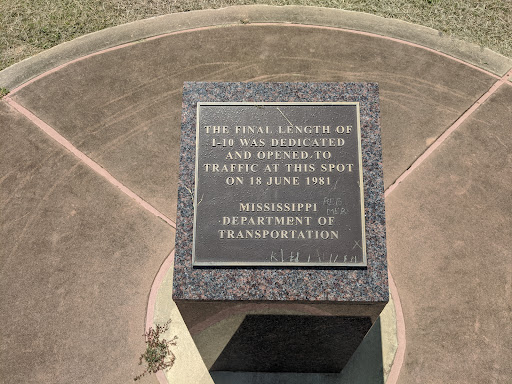 THE FINAL LENGTH OF
I-10 WAS DEDICATED
AND OPENED TO
TRAFFIC AT THIS SPOT
ON 18 JUNE 1981
MISSISSIPPI
DEPARTMENT OF
TRANSPORTATION